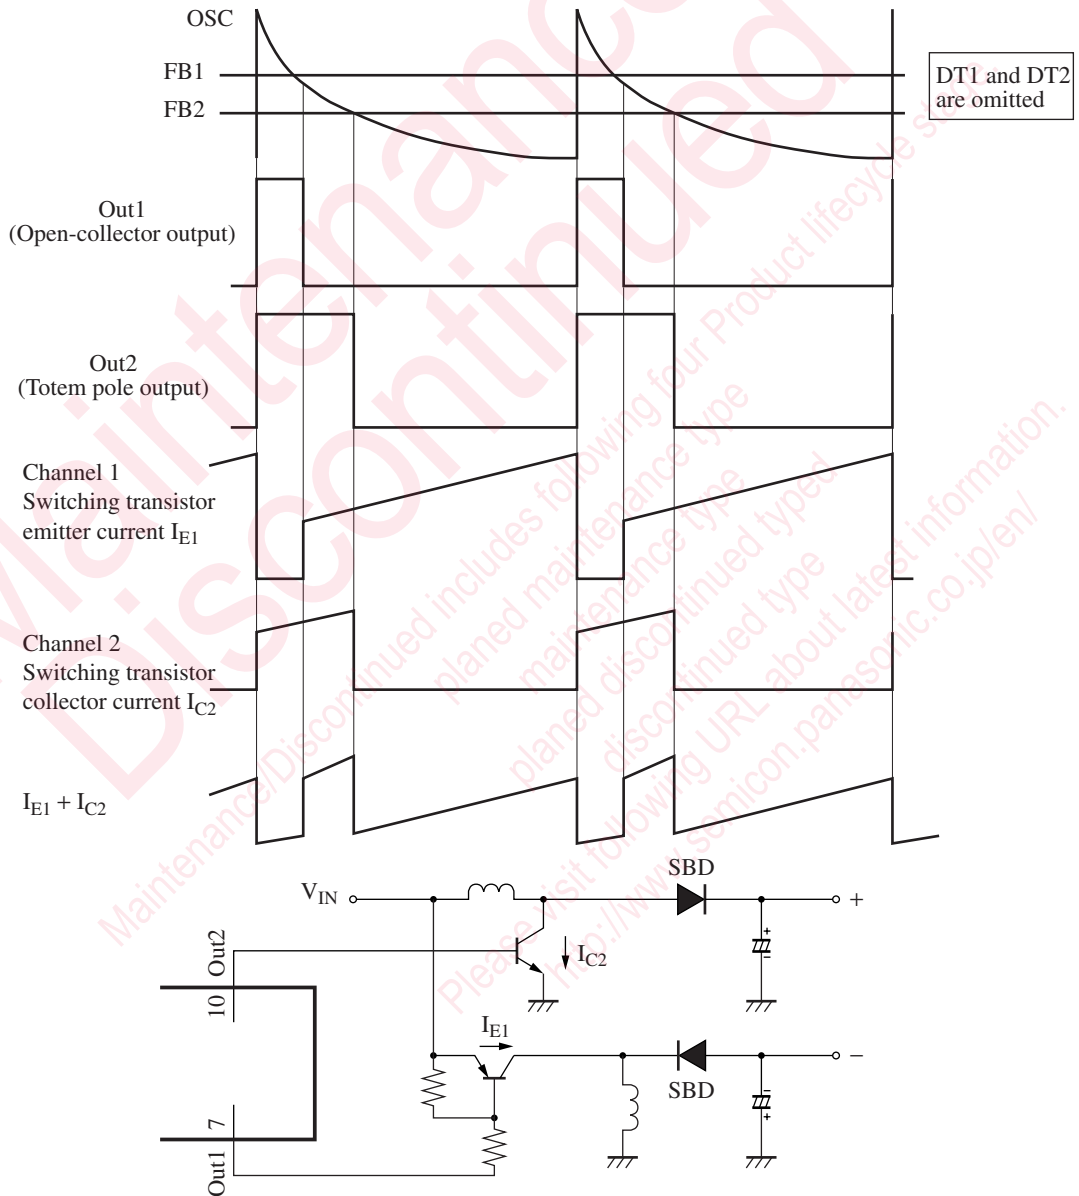 OSC
FB1
FB2
DT1 and DT2
are omitted
Out1
(Open-collector output)
Out2
(Totem pole output)
Channel 1
Switching transistor
emitter current IE1
Channel 2
Switching transistor
collector current IC2
IE1 + IC2
Maintenance/
Discontinued
Maintenance/Discontinued includes following four Product lifecycle stage.
planed maintenance type
maintenance type
planed discontinued typed
discontinued type
Please visit following URL about latest information.
http://www.semicon.panasonic.co.jp/en/
VIN
SBD
+
Out2
10
IC2
+
-
IE1
SBD
−
-
+
7
Out1